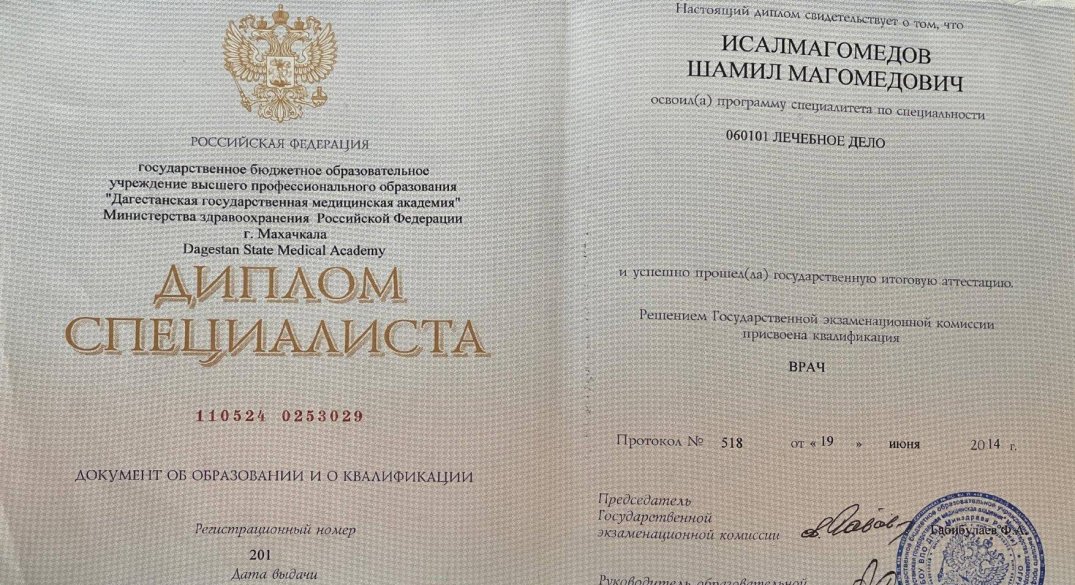 РОССИЙСКАЯ ФЕДЕРАЦИЯ
государственное бюджетное образовательное
учреждение высшего профессионального образования
"Дагестанская государственная медицинская академия"
Министерства здравоохранения Российской Федерации
г. Махачкала
Dagestan State Medical Academy
ДИПЛОМ
СПЕЦИАЛИСТА
110524 0253029
ДОКУМЕНТ ОБ ОБРАЗОВАНИИ И О КВАЛИФИКАЦИИ
Регистрационный номер
201
Дата выдачи
Настоящий диплом свидетельствует о том, что
ИСАЛМАГОМЕДОВ
ШАМИЛ МАГОМЕДОВИЧ
освоил(а) программу специалитета по специальности
060101 ЛЕЧЕБНОЕ ДЕЛО
и успешно прошел(ла) государственную итоговую аттестацию.
Решением Государственной экзаменационной комиссии
присвоена квалификация
ВРАЧ
Протокол № 518 от « 19 » июня 2014 г.
Председатель
Государственной
экзаменационной комиссии
Руководитель образовательной